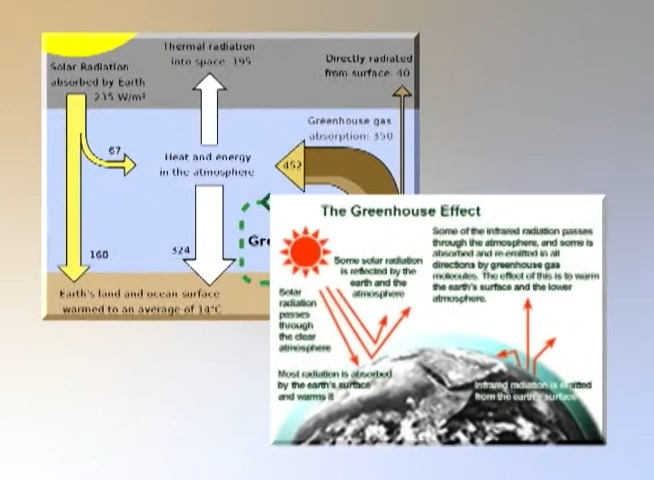 Solar Radiation
absorbed by Earth
235 W/m²
Thermal radiation
into space: 195
Directly radiated
from surface: 40
Greenhouse gas
absorption: 350
67
Heat and energy
in the atmosphere
452
324
160
Earth's land and ocean surface
warmed to an average of 14°C
The Greenhouse Effect
Some solar radiation
is reflected by the
earth and the
atmosphere
Some of the infrared radiation passes
through the atmosphere, and some is
absorbed and re-emitted in all
directions by greenhouse gas
molecules. The effect of this is to warm
the earth's surface and the lower
atmosphere.
Solar
radiation
passes
through
the clear
atmosphere
Most radiation is absorbed
by the earth's surface
and warms it
Infrared radiation is emitted
from the earth's surface